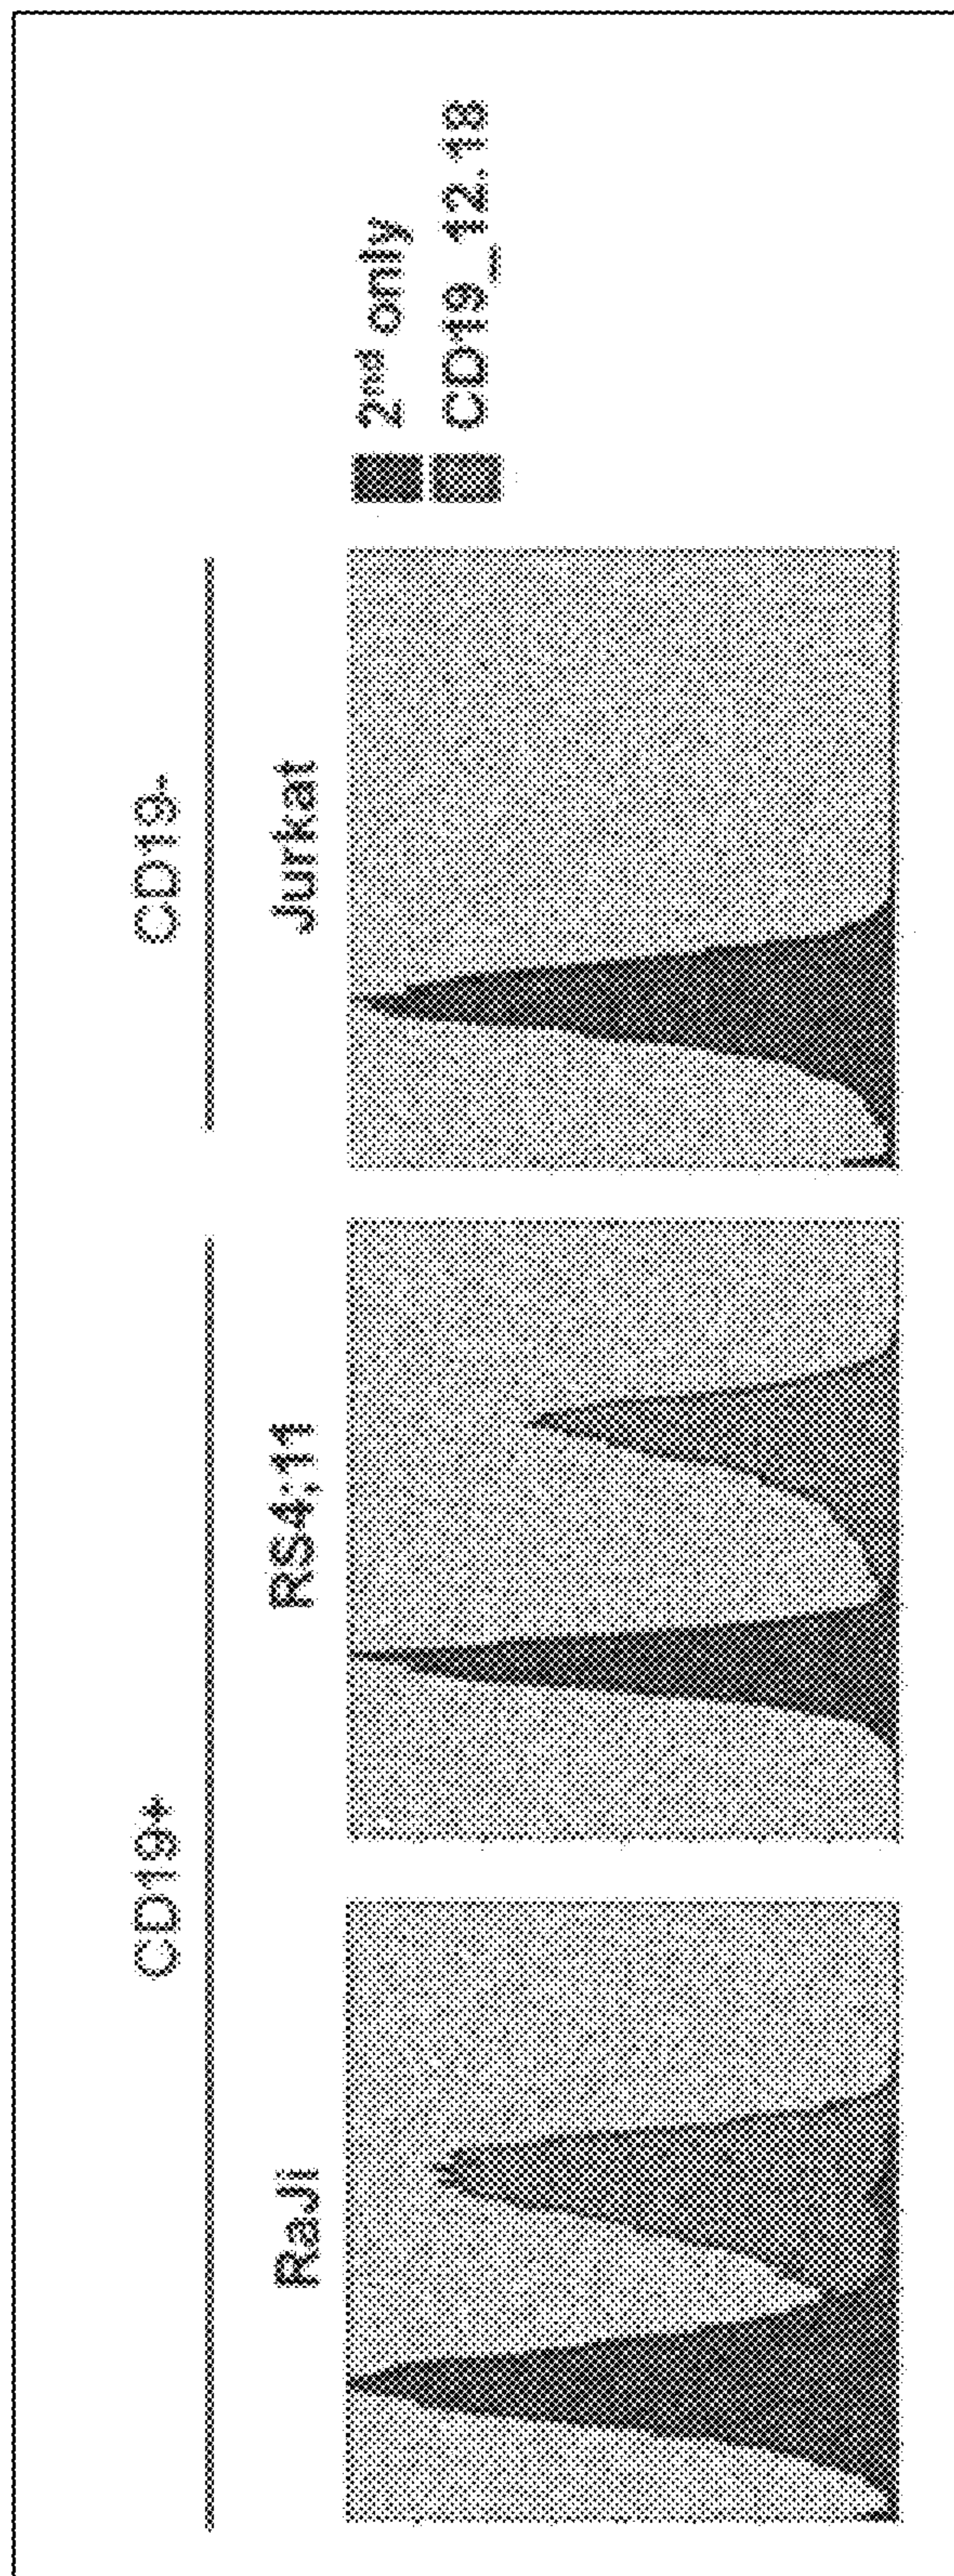 CD19+
CD19-
Raji
RS4;11
Jurkat
2nd only
CD19_12.18